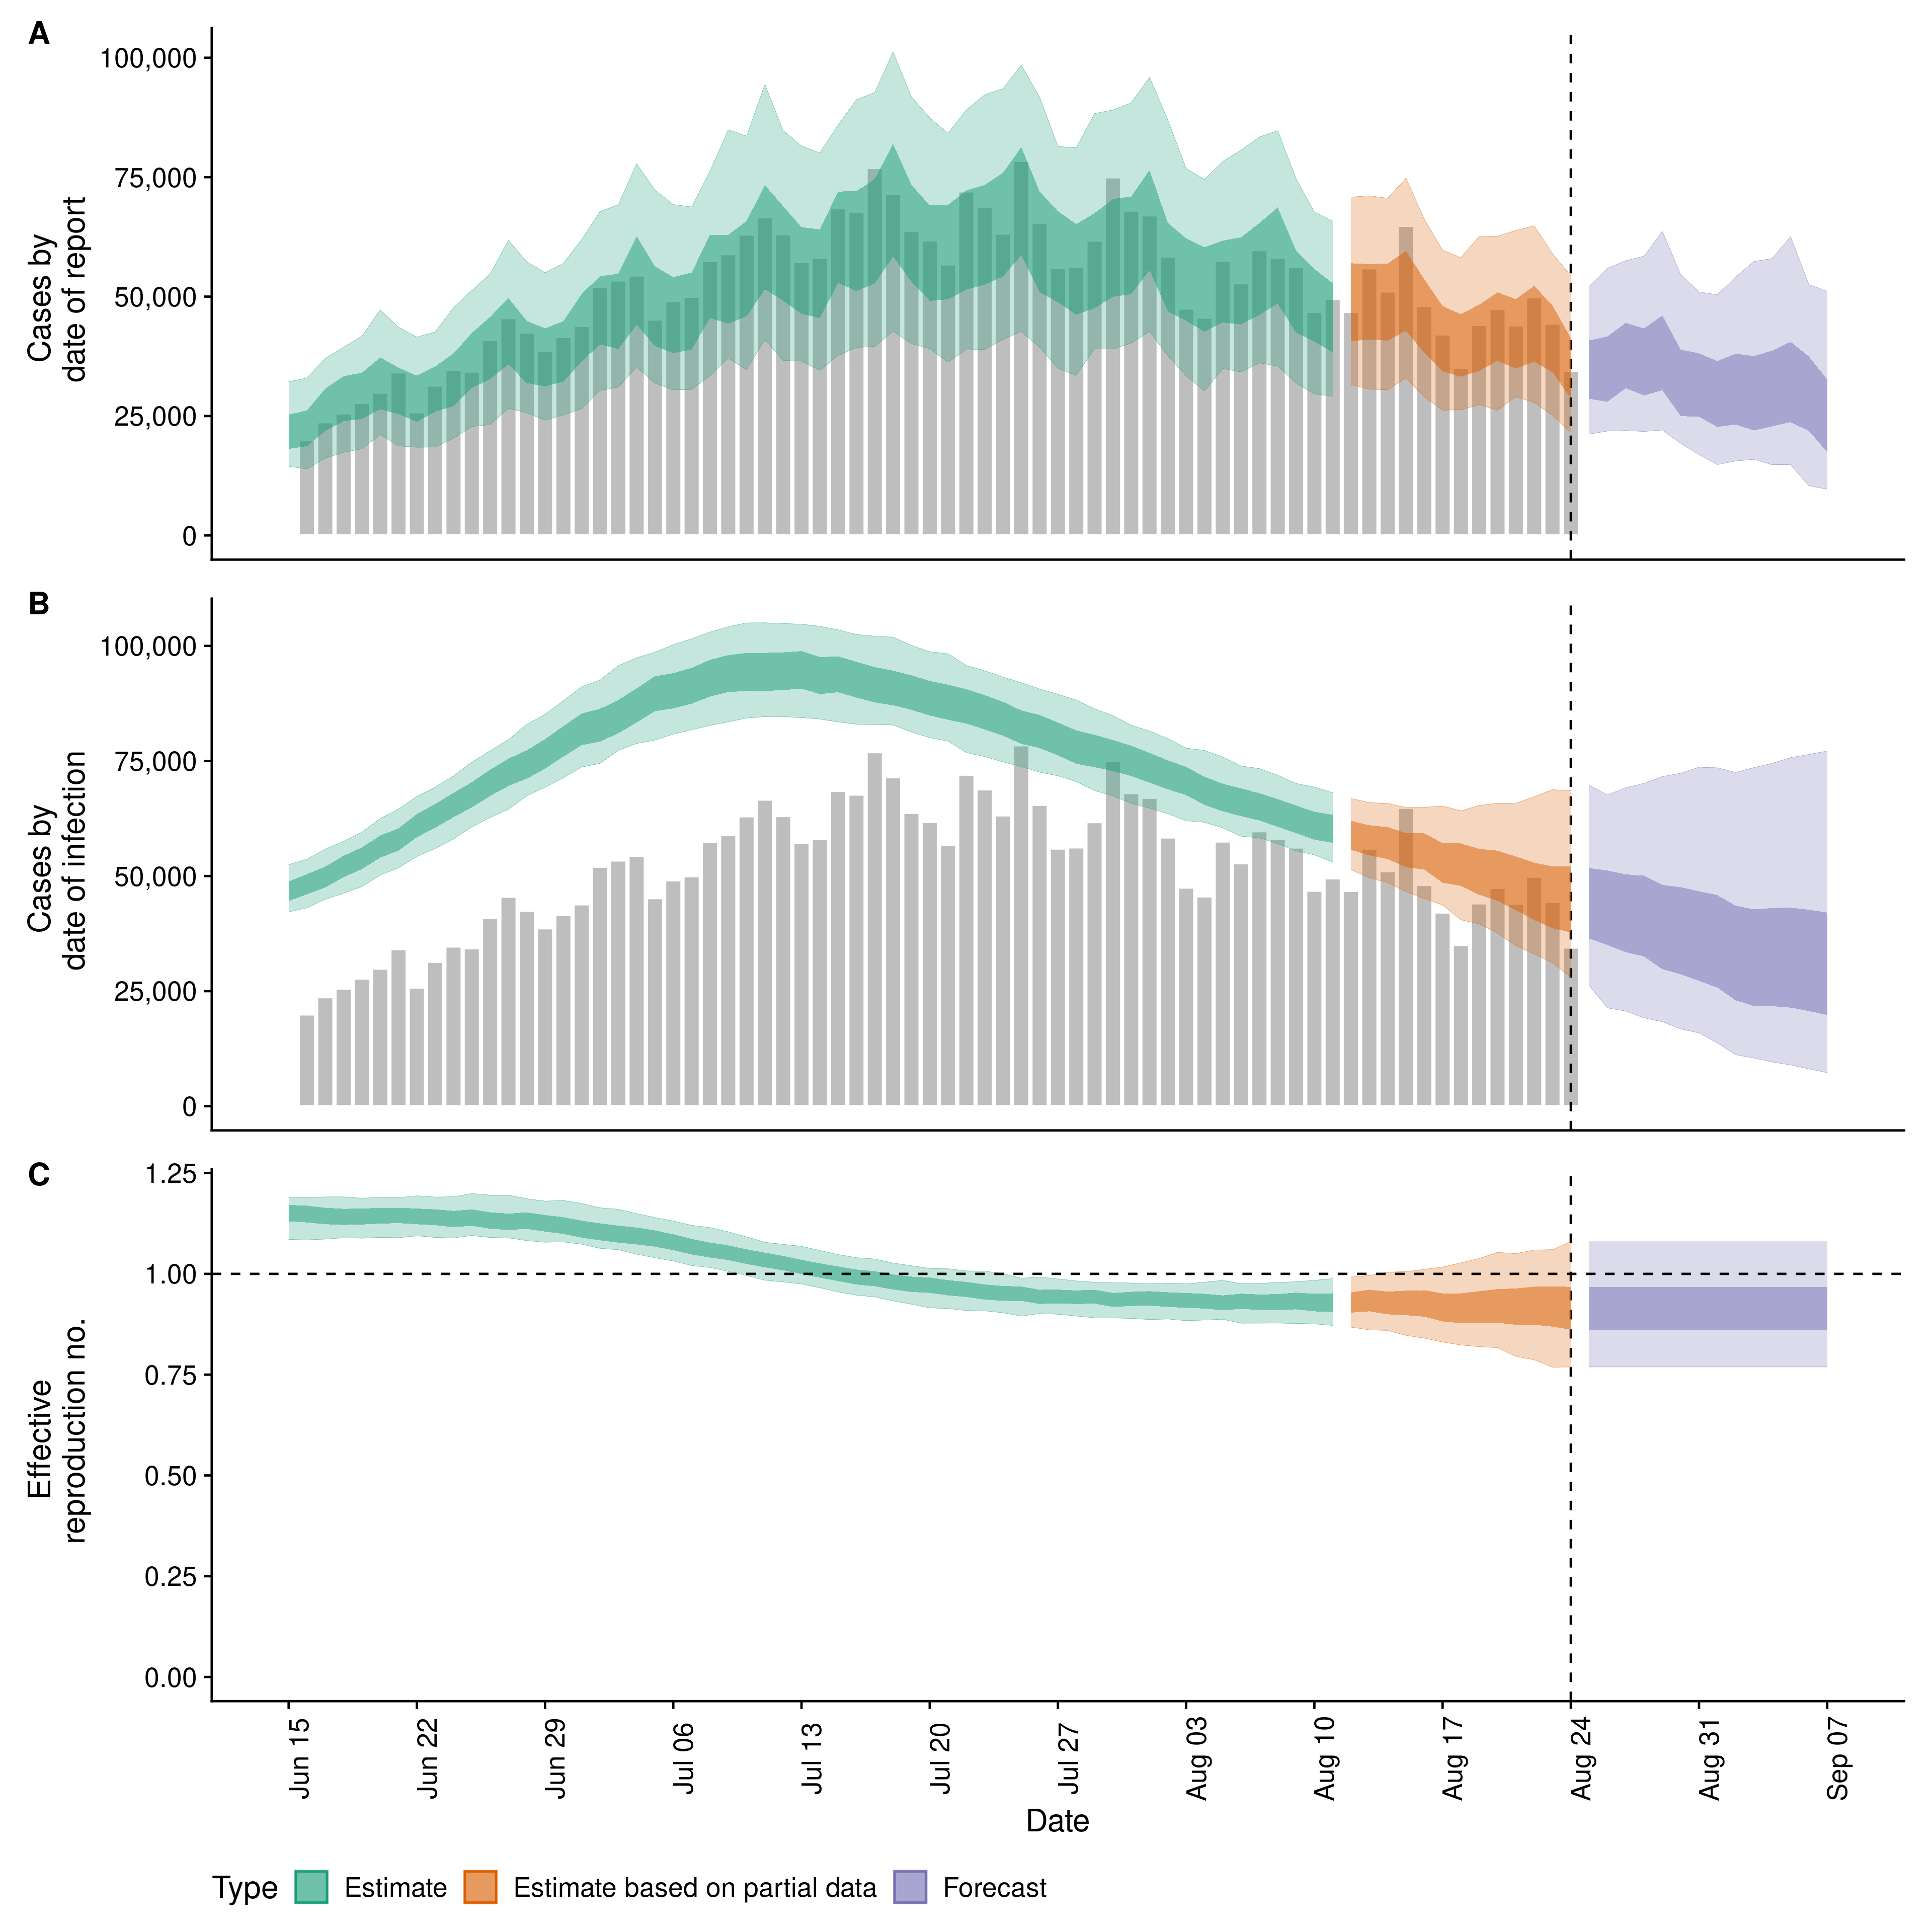 A
100,000
75,000
50,000
25,000
0
Cases by
date of report
B
100,000
75,000
50,000
25,000
0
Cases by
date of infection
C
1.25
1.00
0.75
0.50
0.25
0.00
Effective
reproduction no.
Jun 15
Jun 22
Jun 29
Jul 06
Jul 13
Jul 20
Jul 27
Aug 03
Aug 10
Aug 17
Aug 24
Aug 31
Sep 07
Date
Type Estimate Estimate based on partial data Forecast